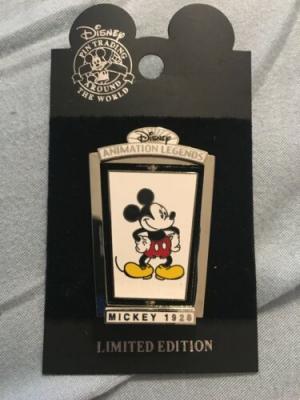 Disney
PIN TRADING
AROUND
THE WORLD
Disney
ANIMATION LEGENDS
MICKEY 1928
LIMITED EDITION